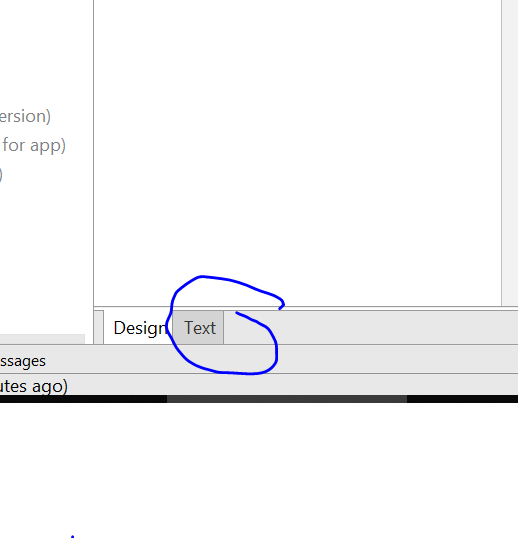 ersion)
for app)
)
Design Text
ssages
utes ago)